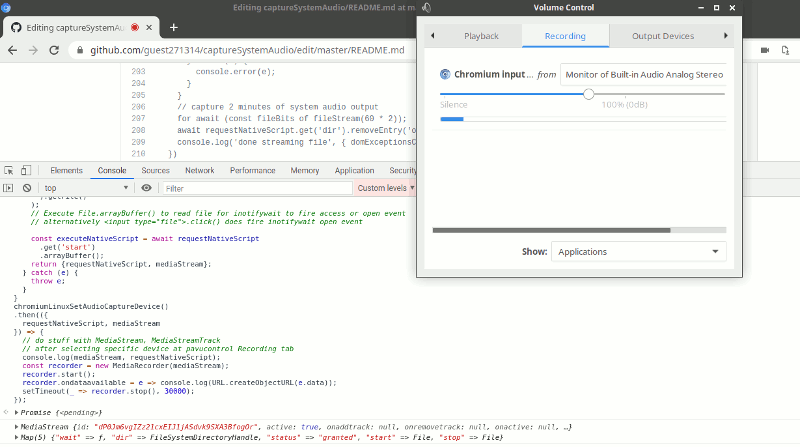 Editing captureSystemAudio/README.md at ma
Volume Control
Editing captureSystemAudio/
github.com/guest271314/captureSystemAudio/edit/master/README.md
Playback
Recording
Output Devices
Chromium input ... from
Monitor of Built-in Audio Analog Stereo
Silence
100% (0dB)
Show:
Applications
203 console.error(e);
204 }
205 }
206 // capture 2 minutes of system audio output
207 for await (const fileBits of fileStream(60 * 2));
208 await requestNativeScript.get('dir').removeEntry('o
209 console.log('done streaming file', { domExceptionsC
210 })
Elements
Console
Sources
Network
Performance
Memory
Application
Securit
top
Filter
Custom levels
);
// Execute File.arrayBuffer() to read file for inotifywait to fire access or open event
// alternatively <input type="file">.click() does fire inotifywait open event
const executeNativeScript = await requestNativeScript
.get('start')
.arrayBuffer();
return {requestNativeScript, mediaStream};
} catch (e) {
throw e;
}
}
chromiumLinuxSetAudioCaptureDevice()
.then(({
requestNativeScript, mediaStream
}) => {
// do stuff with MediaStream, MediaStreamTrack
// after selecting specific device at pavucontrol Recording tab
console.log(mediaStream, requestNativeScript);
const recorder = new MediaRecorder(mediaStream);
recorder.start();
recorder.ondataavailable = e => console.log(URL.createObjectURL(e.data));
setTimeout(_ => recorder.stop(), 30000);
});
Promise {<pending>}
MediaStream {id: "dP0Jm6vgIZz2lcxEIJ1jASdvk9SXA3BfogOr", active: true, onaddtrack: null, onremovetrack: null, onactive: null, …}
Map(5) {"wait" => f, "dir" => FileSystemDirectoryHandle, "status" => "granted", "start" => File, "stop" => File}